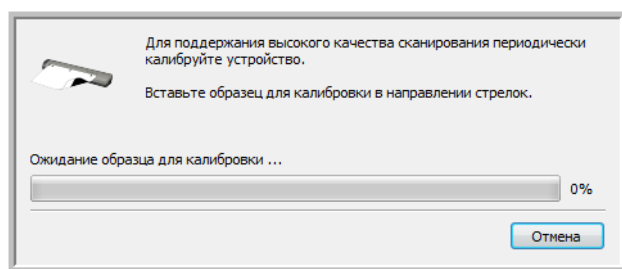 Для поддержания высокого качества сканирования периодически
калибруйте устройство.
Вставьте образец для калибровки в направлении стрелок.
Ожидание образца для калибровки ...
0%
Отмена